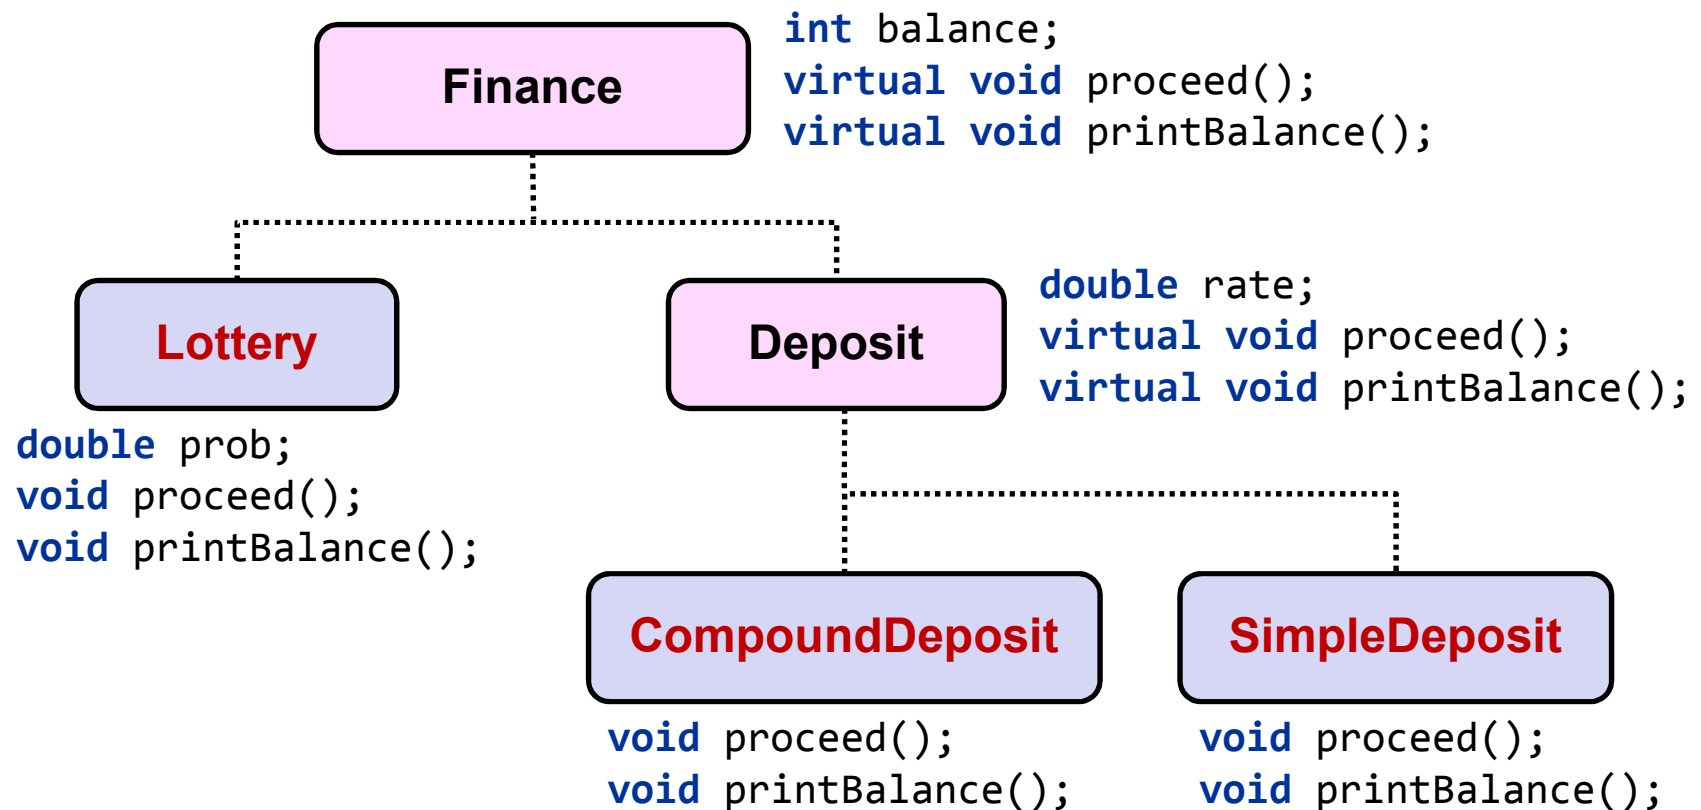 Finance
int balance;
virtual void proceed();
virtual void printBalance();
Lottery
double prob;
void proceed();
void printBalance();
Deposit
double rate;
virtual void proceed();
virtual void printBalance();
CompoundDeposit
void proceed();
void printBalance();
SimpleDeposit
void proceed();
void printBalance();